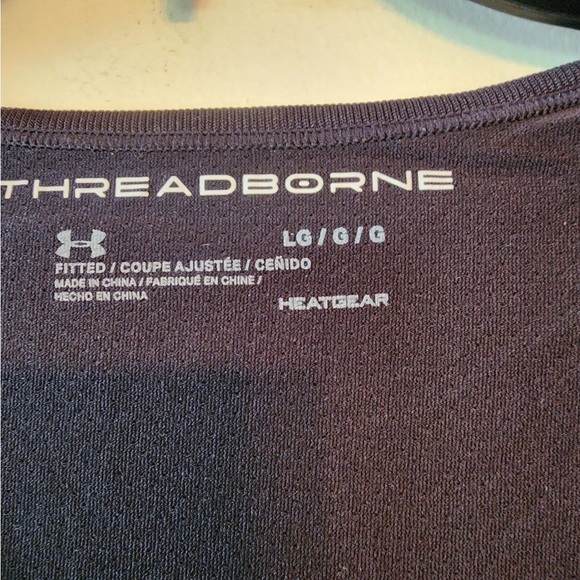 THREADBORNE
LG / G / G
FITTED / COUPE AJUSTÉE / CEÑIDO
MADE IN CHINA / FABRIQUÉ EN CHINE /
HECHO EN CHINA
HEATGEAR